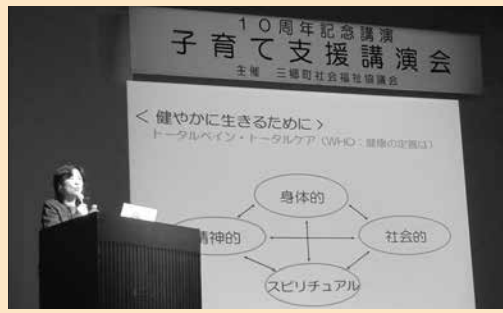 10周年記念講演
子育て支援講演会
主催 三郷町社会福祉協議会
<健やかに生きるために>
トータルペイン・トータルケア(WHO:健康の定義は)
身体的
精神的
社会的
スピリチュアル